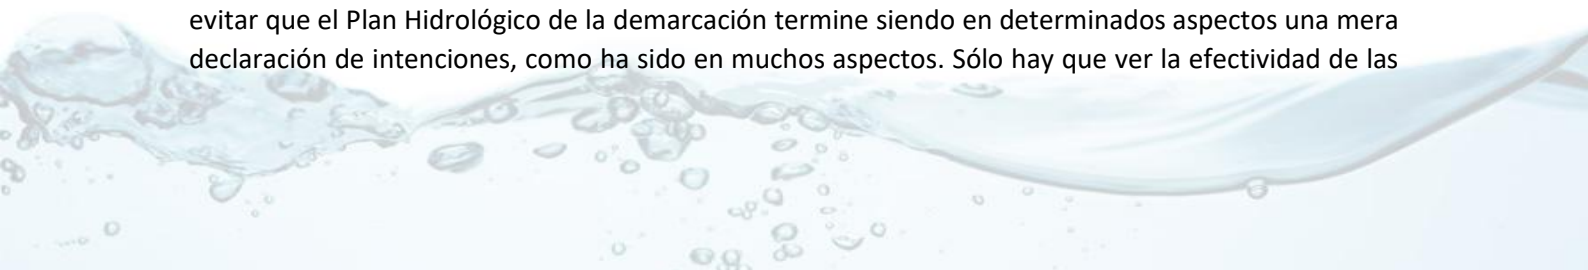 evitar que el Plan Hidrológico de la demarcación termine siendo en determinados aspectos una mera
declaración de intenciones, como ha sido en muchos aspectos. Sólo hay que ver la efectividad de las